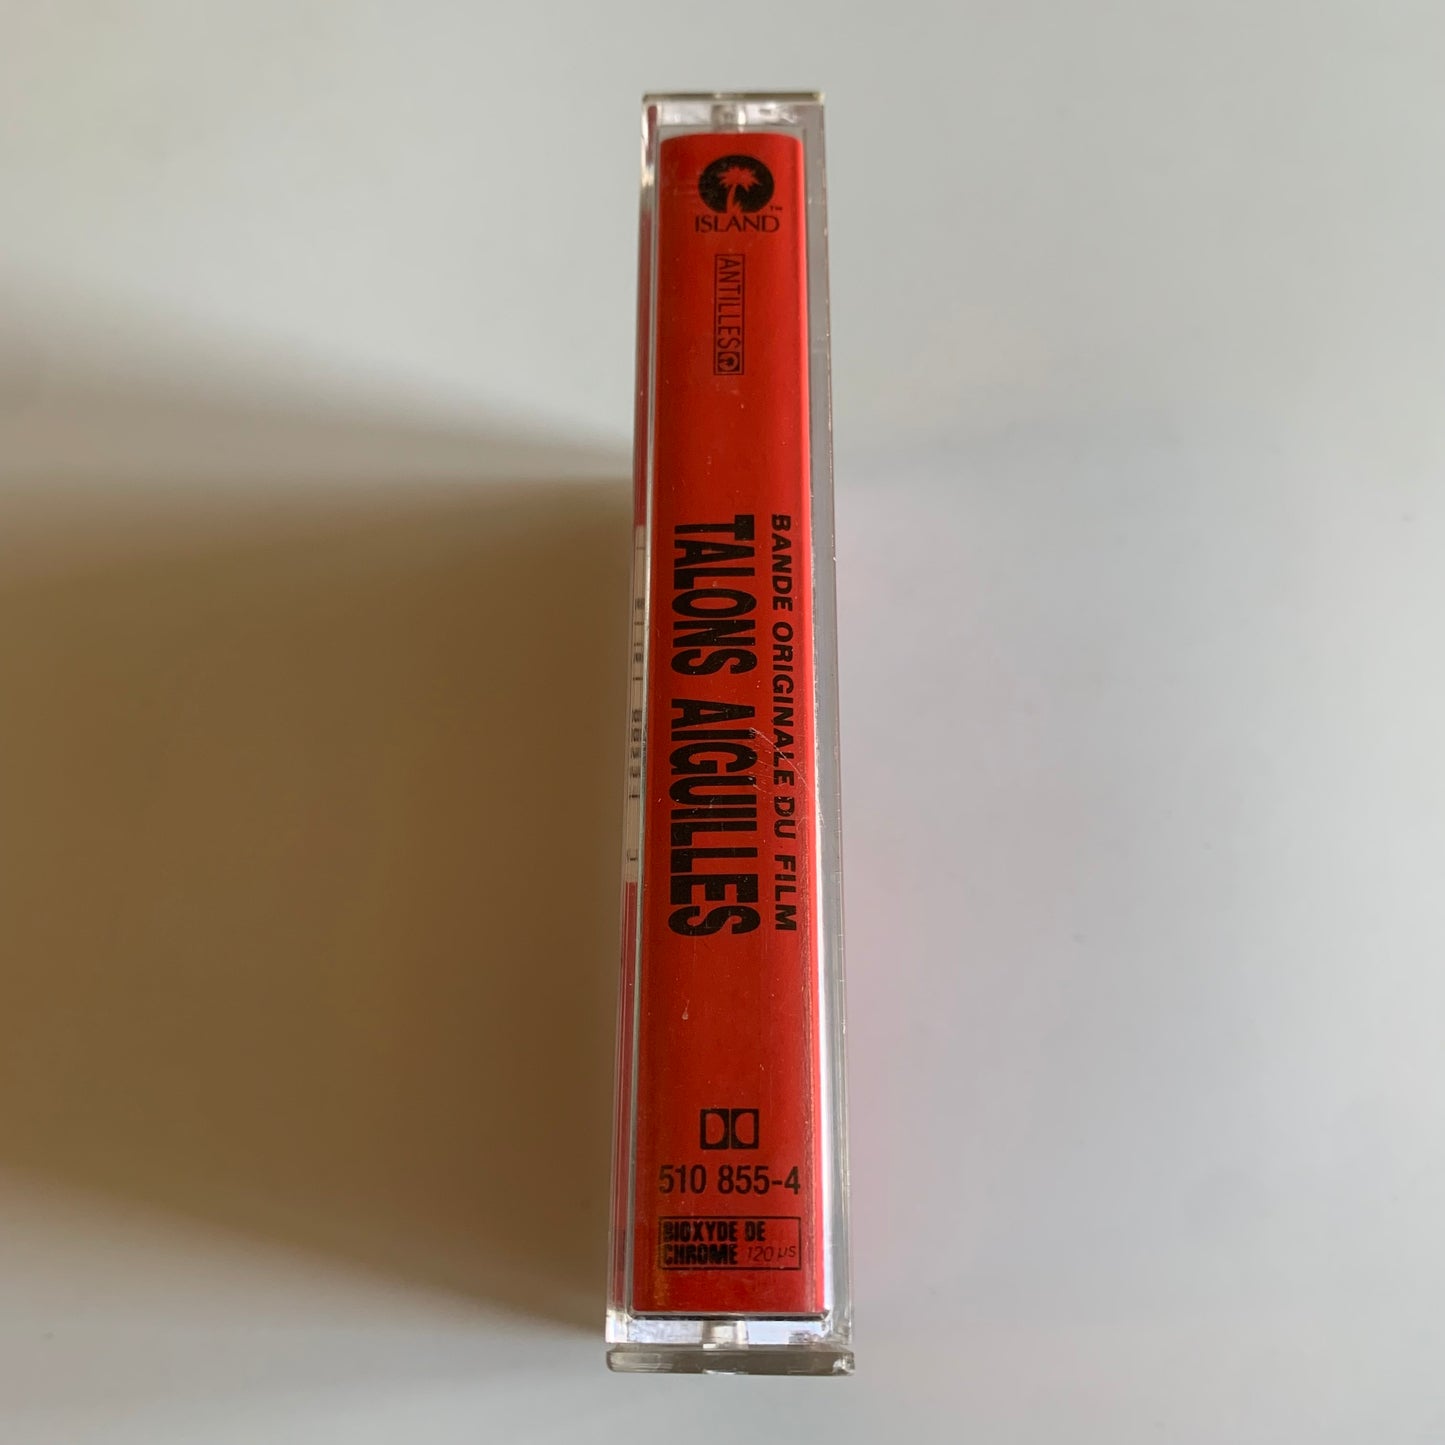 ISLAND
ANTILLES
BANDE ORIGINALE DU FILM
TALONS AIGUILLES
510 855-4
BIOXYDE DE
CHROME 120 µs